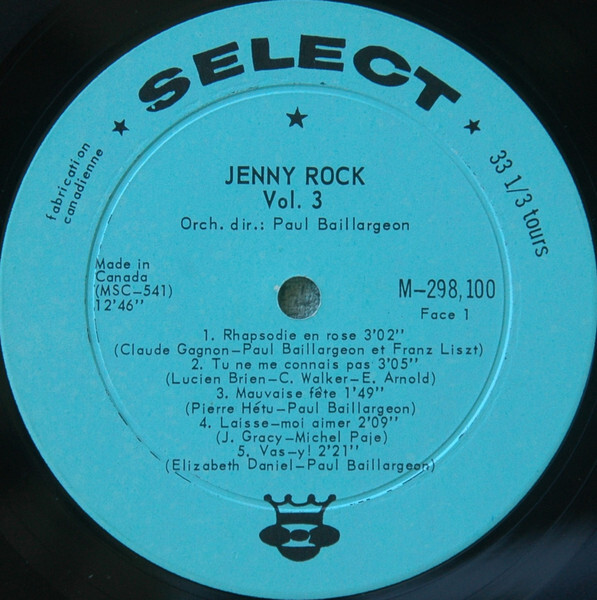 SELECT
fabrication
canadienne
33 1/3 tours
JENNY ROCK
Vol. 3
Orch. dir.: Paul Baillargeon
Made in
Canada
(MSC-541)
12'46''
M-298,100
Face 1
1. Rhapsodie en rose 3'02''
(Claude Gagnon-Paul Baillargeon et Franz Liszt)
2. Tu ne me connais pas 3'05''
(Lucien Brien-C. Walker-E. Arnold)
3. Mauvaise fête 1'49''
(Pierre Hétu-Paul Baillargeon)
4. Laisse-moi aimer 2'09''
(J. Gracy-Michel Paje)
5. Vas-y! 2'21''
(Elizabeth Daniel-Paul Baillargeon)